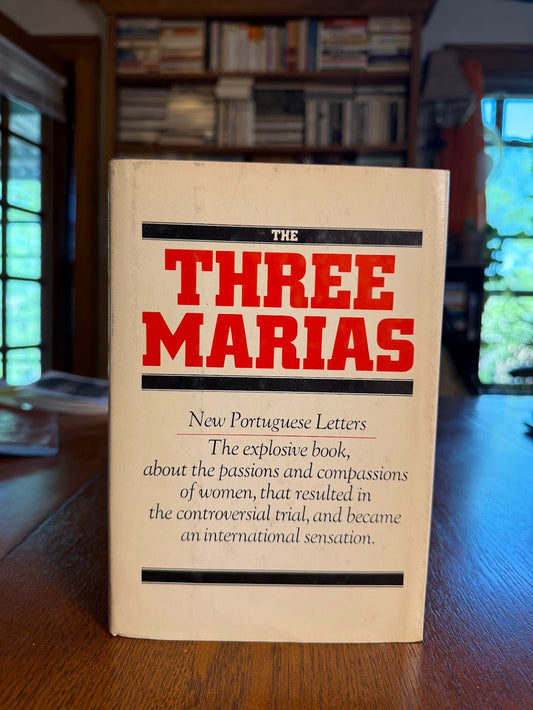 THE
THREE
MARIAS
New Portuguese Letters
The explosive book,
about the passions and compassions
of women, that resulted in
the controversial trial, and became
an international sensation.